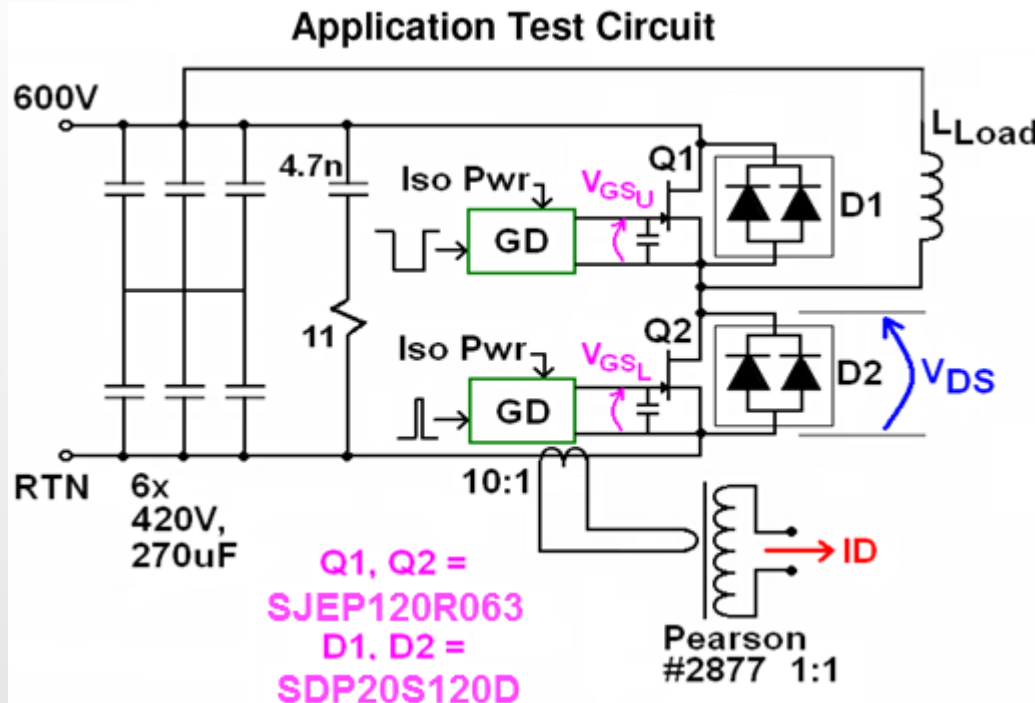 Application Test Circuit
600V
LLoad
4.7n
Iso Pwr
VGSU
Q1
D1
GD
11
Q2
Iso Pwr
VGSL
D2
VDS
GD
RTN
6x
420V,
270uF
10:1
ID
Q1, Q2 =
SJEP120R063
D1, D2 =
SDP20S120D
Pearson
#2877 1:1